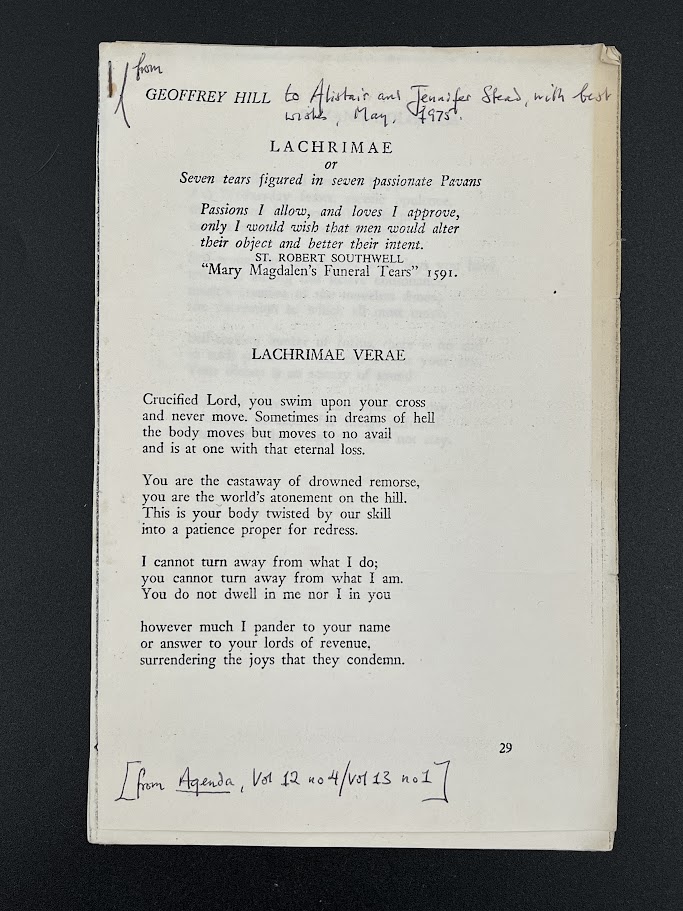 from
GEOFFREY HILL to Alistair and Jennifer Stead, with best
wishes, May, 1975.
LACHRIMAE
or
Seven tears figured in seven passionate Pavans
Passions I allow, and loves I approve,
only I would wish that men would alter
their object and better their intent.
ST. ROBERT SOUTHWELL
“Mary Magdalen's Funeral Tears” 1591.
LACHRIMAE VERAE
Crucified Lord, you swim upon your cross
and never move. Sometimes in dreams of hell
the body moves but moves to no avail
and is at one with that eternal loss.
You are the castaway of drowned remorse,
you are the world's atonement on the hill.
This is your body twisted by our skill
into a patience proper for redress.
I cannot turn away from what I do;
you cannot turn away from what I am.
You do not dwell in me nor I in you
however much I pander to your name
or answer to your lords of revenue,
surrendering the joys that they condemn.
29
[from Agenda, Vol 12 no 4/Vol 13 no 1]